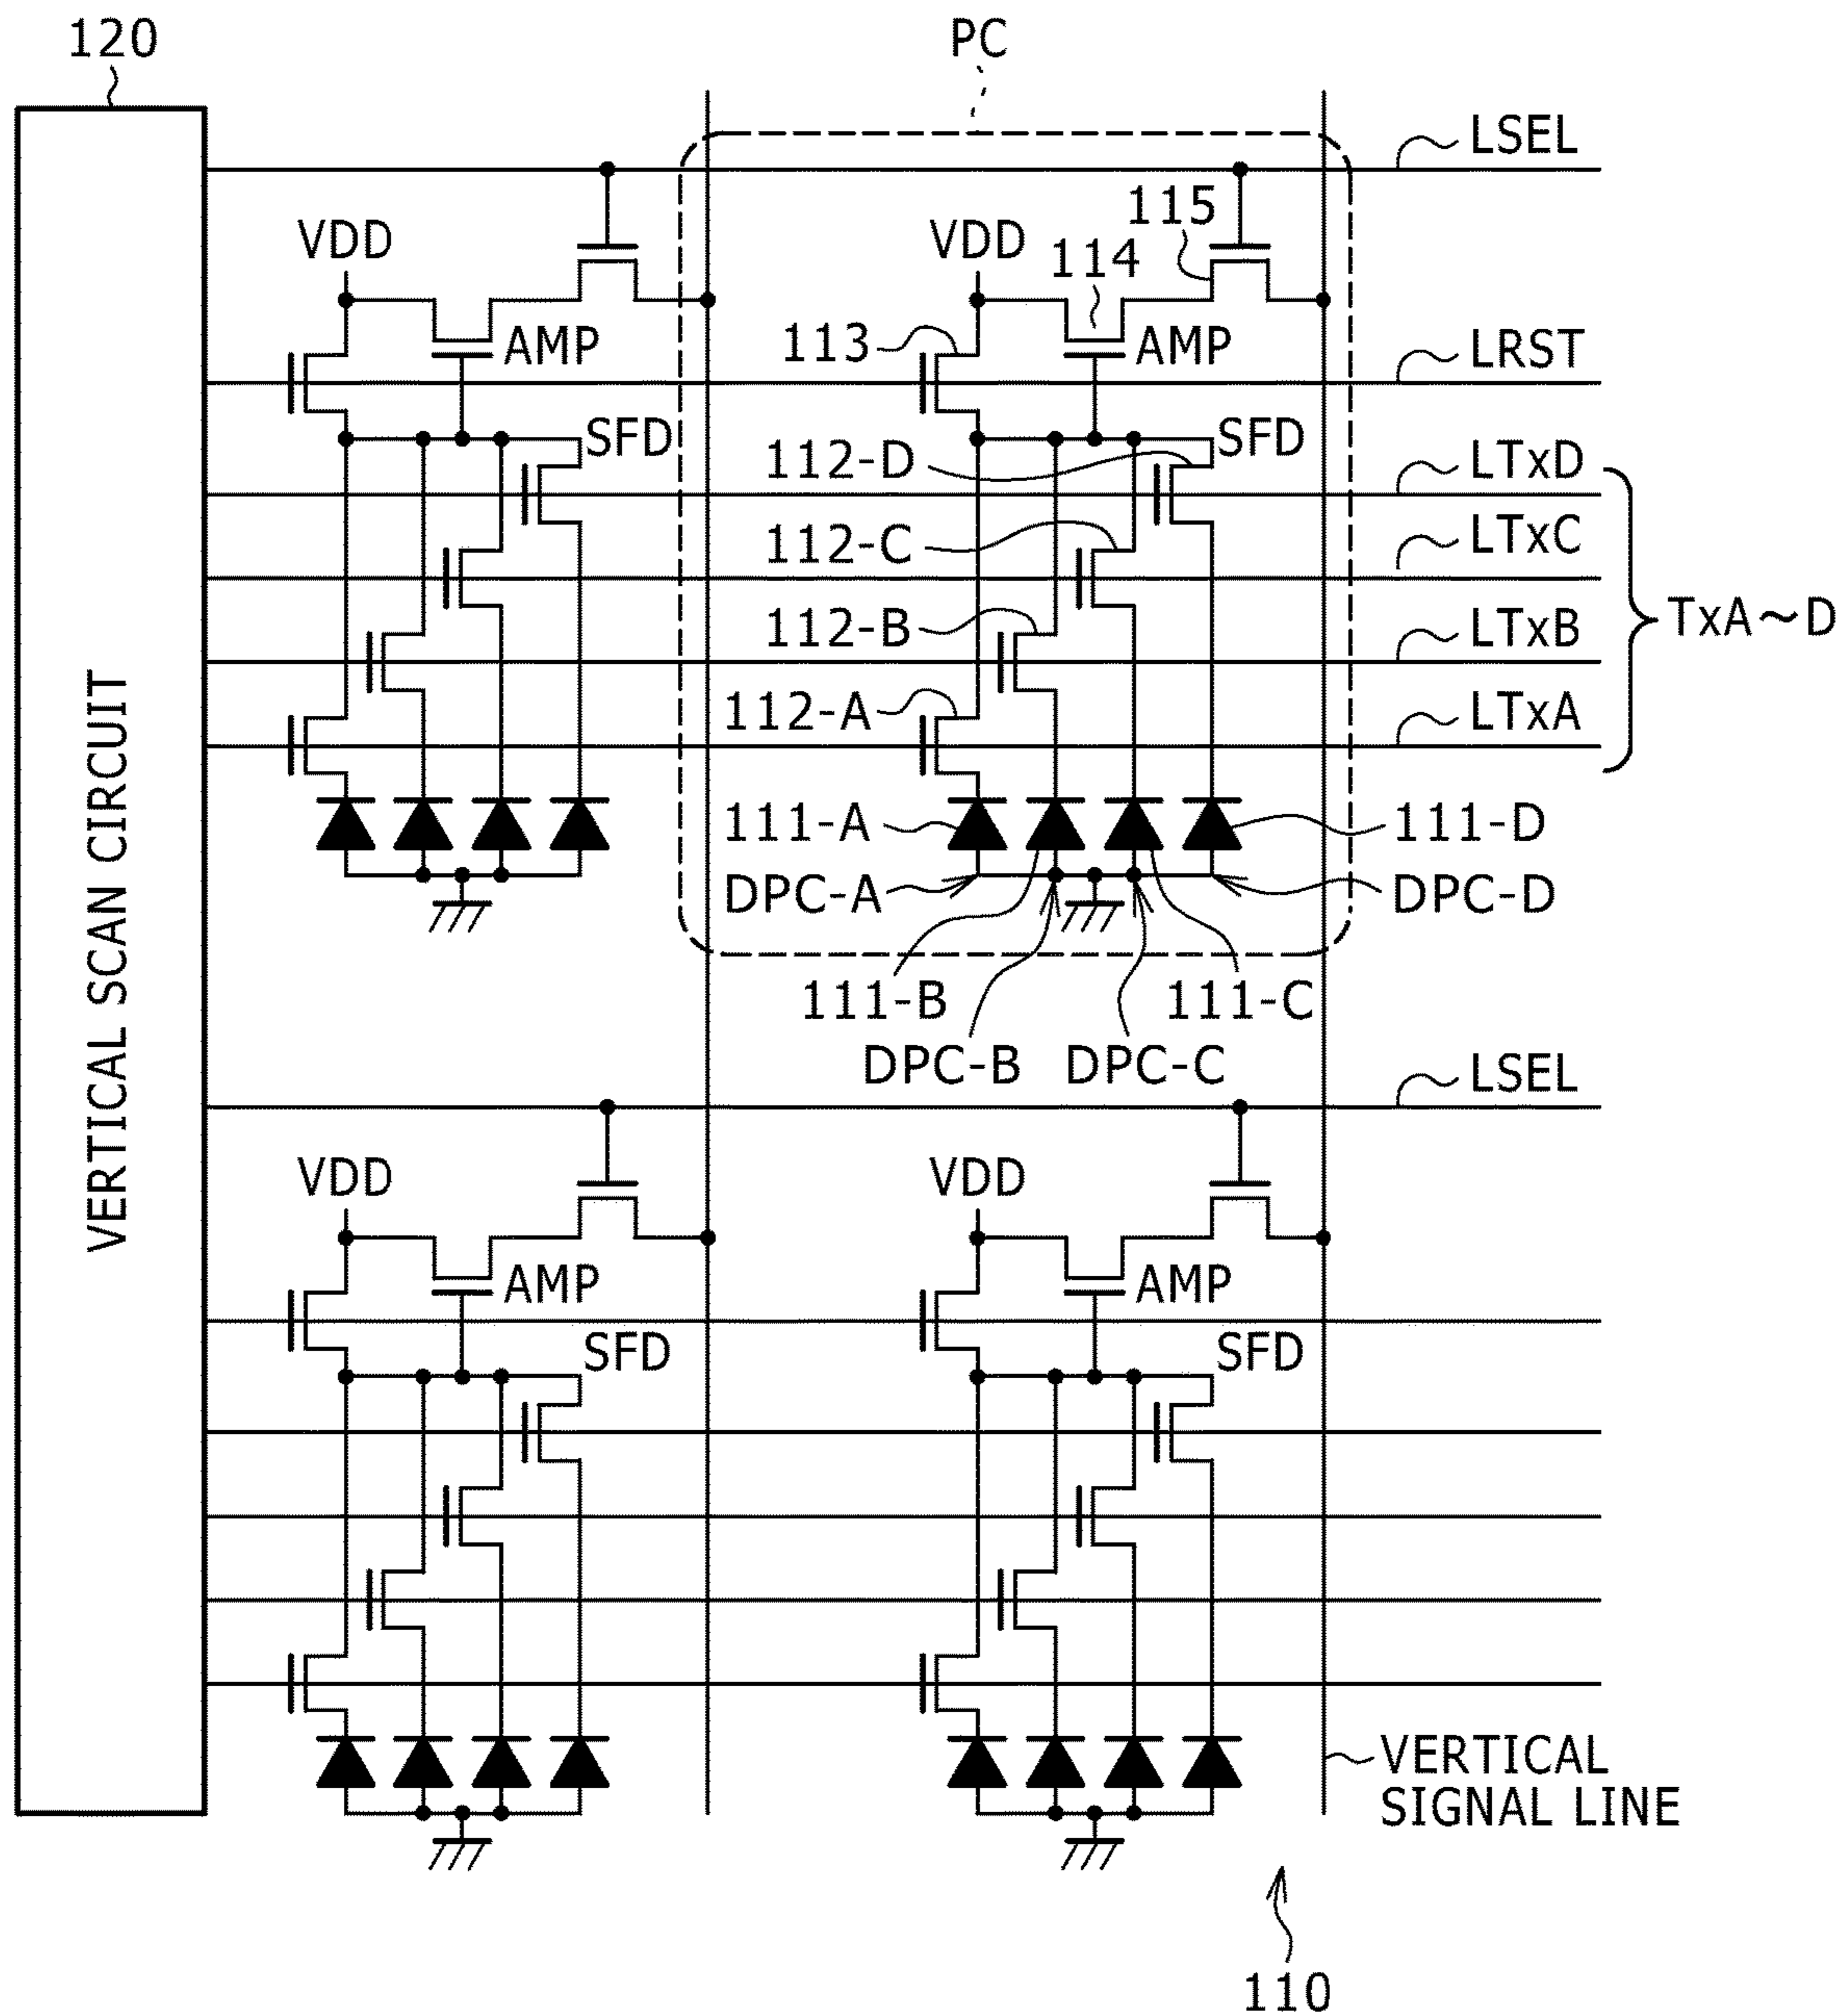 120
PC
LSEL
115
VDD
VDD
114
AMP
113
AMP
LRST
SFD
SFD
112-D
LTxD
112-C
LTxC
112-B
LTxB
TxA~D
112-A
LTxA
VERTICAL SCAN CIRCUIT
111-A
111-D
DPC-A
DPC-D
111-B
111-C
DPC-B
DPC-C
LSEL
VDD
VDD
AMP
AMP
SFD
SFD
VERTICAL
SIGNAL LINE
110